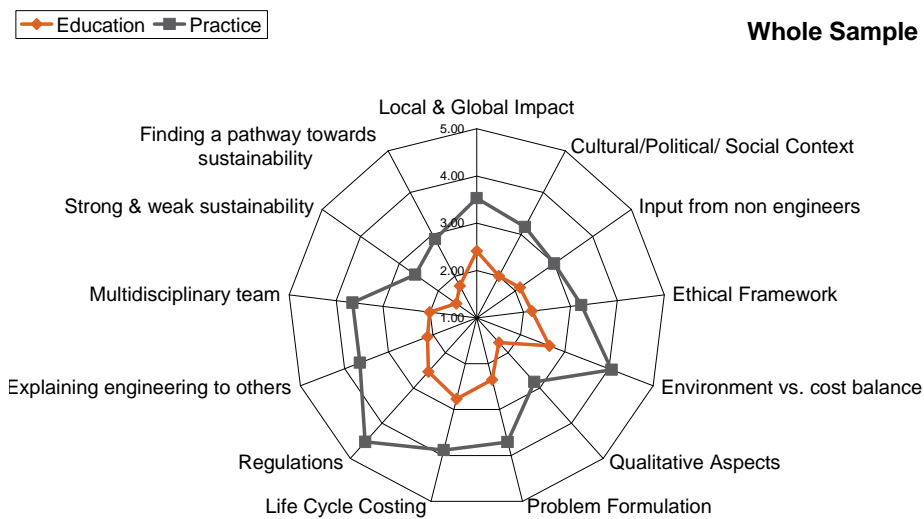 Education Practice
Whole Sample
Local & Global Impact
Finding a pathway towards
sustainability
Cultural/Political/ Social Context
Strong & weak sustainability
Input from non engineers
Multidisciplinary team
Ethical Framework
Explaining engineering to others
Environment vs. cost balance
Regulations
Qualitative Aspects
Life Cycle Costing
Problem Formulation
5.00
4.00
3.00
2.00
1.00